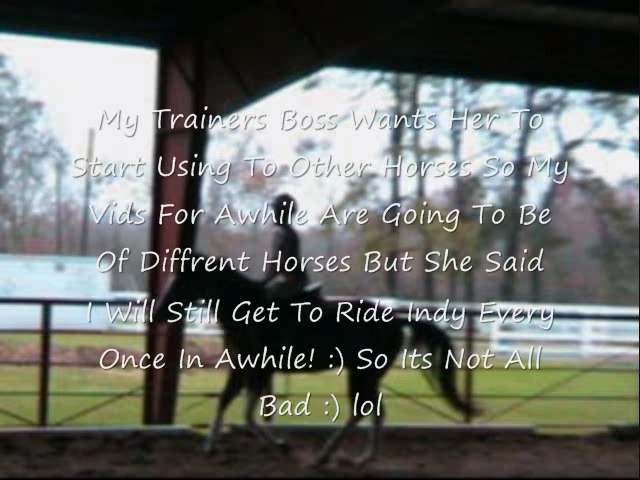 My Trainers Boss Wants Her To
Start Using To Other Horses So My
Vids For Awhile Are Going To Be
Of Diffrent Horses But She Said
I Will Still Get To Ride Indy Every
Once In Awhile! :) So Its Not All
Bad :) lol